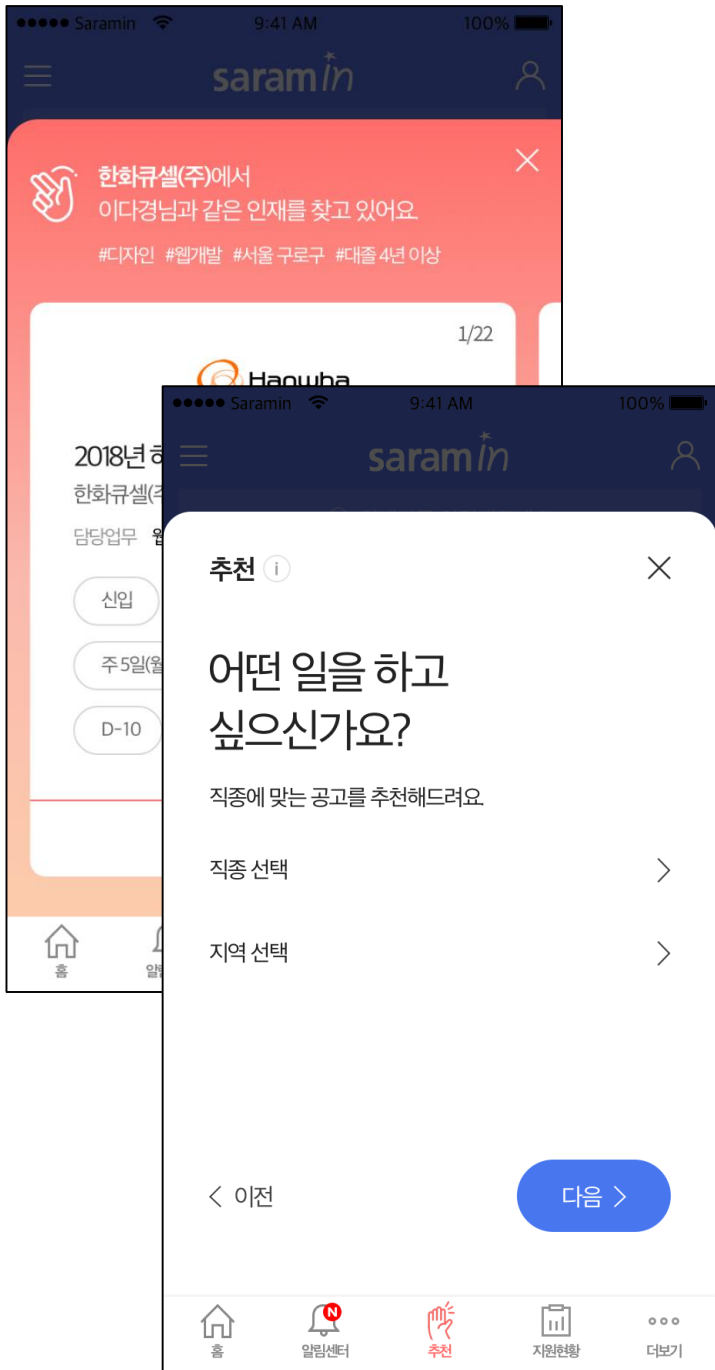 Saramin 9:41 AM 100%
saramin
한화큐셀(주)에서
이다경님과 같은 인재를 찾고 있어요.
#디자인 #웹개발 #서울 구로구 #대졸 4년 이상
1/22
Hanwha
2018년
한화큐셀(주
담당업무
신입
주 5일(월
D-10
홈
Saramin 9:41 AM 100%
saramin
추천 i
어떤 일을 하고
싶으신가요?
직종에 맞는 공고를 추천해드려요.
직종 선택 >
지역 선택 >
< 이전
다음 >
N
홈 알림센터 추천 지원현황 더보기